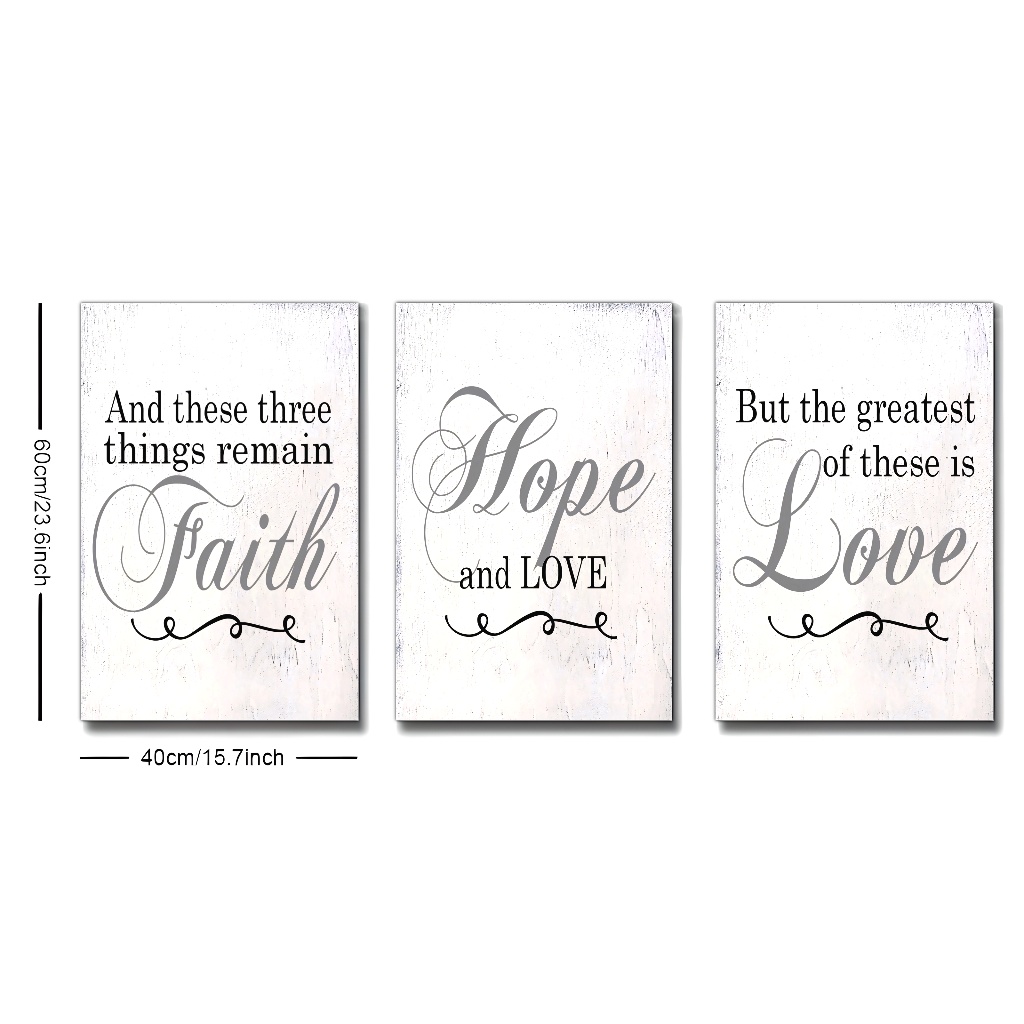 And these three
things remain
Faith
Hope
and LOVE
But the greatest
of these is
Love
60cm/23.6inch
40cm/15.7inch